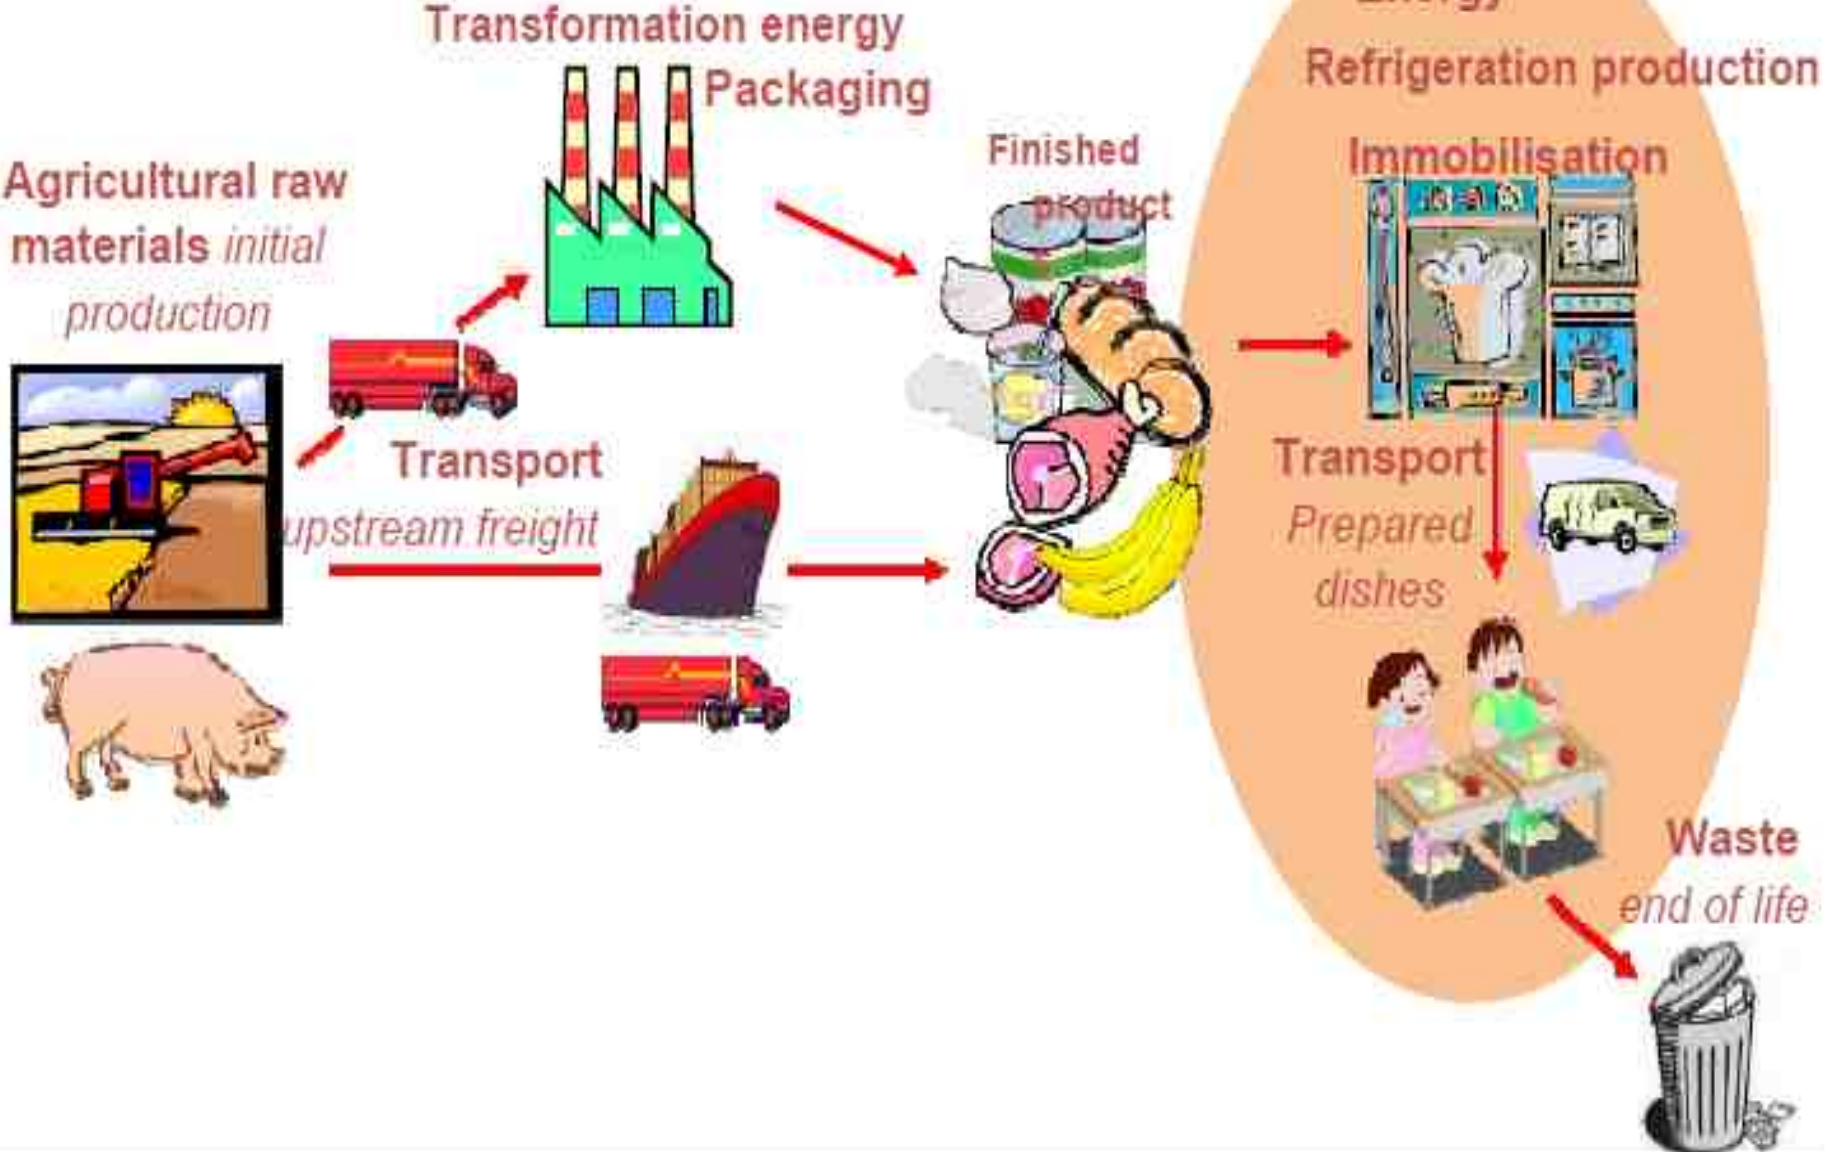 Transformation energy
Packaging
Agricultural raw
materials initial
production
Transport
upstream freight
Finished
product
Energy
Refrigeration production
Immobilisation
Transport
Prepared
dishes
Waste
end of life